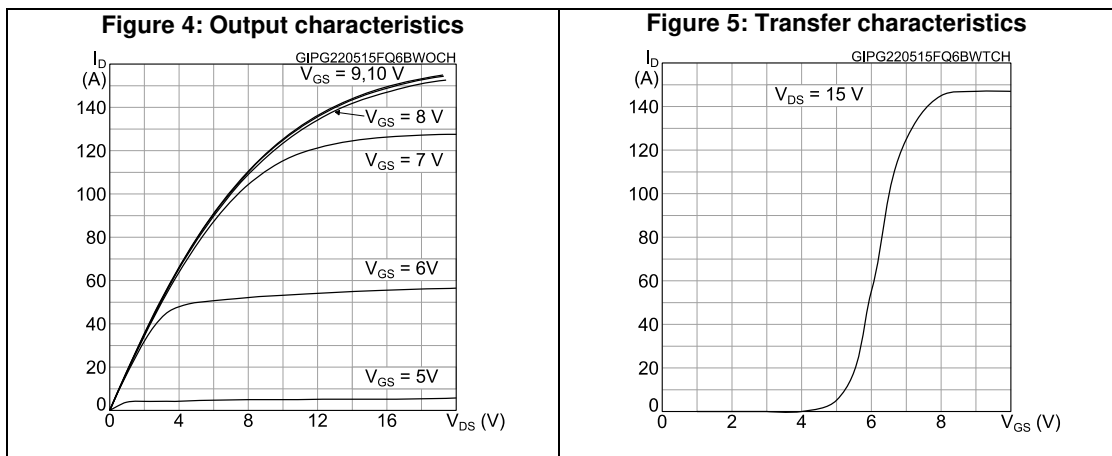 Figure 4: Output characteristics
GIPG220515FQ6BWOCH
I_D
(A)
V_GS = 9,10 V
140
V_GS = 8 V
120
V_GS = 7 V
100
80
V_GS = 6V
60
40
20
V_GS = 5V
0
0 4 8 12 16 V_DS (V)
Figure 5: Transfer characteristics
GIPG220515FQ6BWTCH
I_D
(A)
V_DS = 15 V
140
120
100
80
60
40
20
0
0 2 4 6 8 V_GS (V)